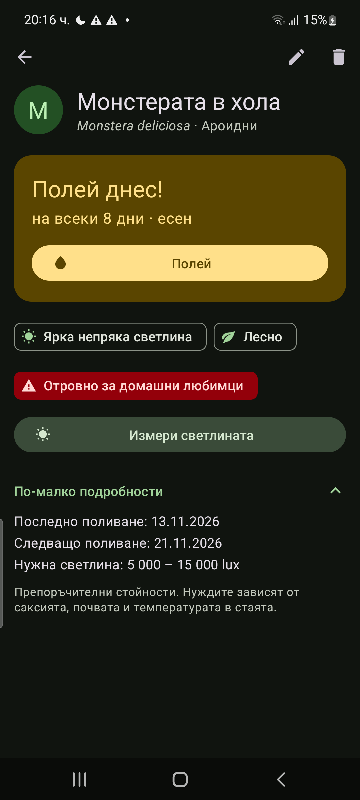 20:16 ч.
15%
М
Монстерата в хола
Monstera deliciosa · Ароидни
Полей днес!
на всеки 8 дни · есен
Полей
Ярка непряка светлина
Лесно
Отровно за домашни любимци
Измери светлината
По-малко подробности
Последно поливане: 13.11.2026
Следващо поливане: 21.11.2026
Нужна светлина: 5 000 – 15 000 lux
Препоръчителни стойности. Нуждите зависят от
саксията, почвата и температурата в стаята.